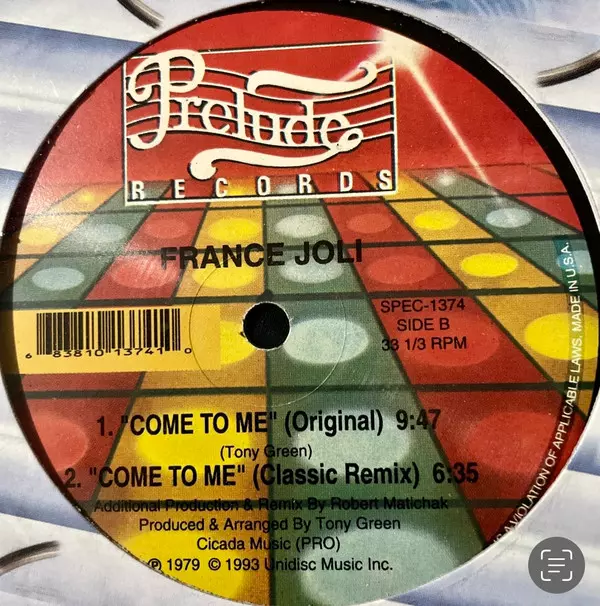 Prelude
RECORDS
FRANCE JOLI
SPEC-1374
SIDE B
33 1/3 RPM
6 83810 13741 0
1. "COME TO ME" (Original) 9:47
(Tony Green)
2. "COME TO ME" (Classic Remix) 6:35
Additional Production & Remix By Robert Matichak
Produced & Arranged By Tony Green
Cicada Music (PRO)
℗ 1979 © 1993 Unidisc Music Inc.
A VIOLATION OF APPLICABLE LAWS. MADE IN U.S.A.